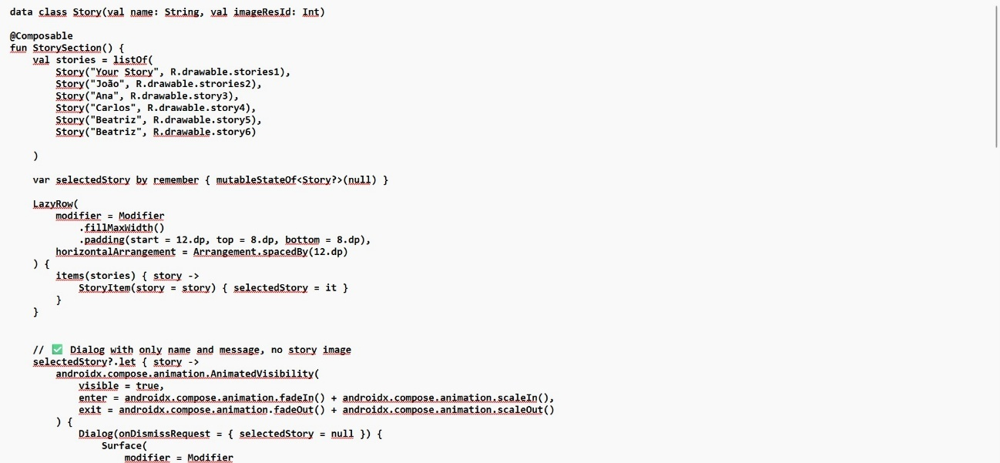 data class Story(val name: String, val imageResId: Int)

@Composable
fun StorySection() {
    val stories = listOf(
        Story("Your Story", R.drawable.stories1),
        Story("João", R.drawable.strories2),
        Story("Ana", R.drawable.story3),
        Story("Carlos", R.drawable.story4),
        Story("Beatriz", R.drawable.story5),
        Story("Beatriz", R.drawable.story6)

    )

    var selectedStory by remember { mutableStateOf<Story?>(null) }

    LazyRow(
        modifier = Modifier
            .fillMaxWidth()
            .padding(start = 12.dp, top = 8.dp, bottom = 8.dp),
        horizontalArrangement = Arrangement.spacedBy(12.dp)
    ) {
        items(stories) { story ->
            StoryItem(story = story) { selectedStory = it }
        }
    }


    // ✅ Dialog with only name and message, no story image
    selectedStory?.let { story ->
        androidx.compose.animation.AnimatedVisibility(
            visible = true,
            enter = androidx.compose.animation.fadeIn() + androidx.compose.animation.scaleIn(),
            exit = androidx.compose.animation.fadeOut() + androidx.compose.animation.scaleOut()
        ) {
            Dialog(onDismissRequest = { selectedStory = null }) {
                Surface(
                    modifier = Modifier